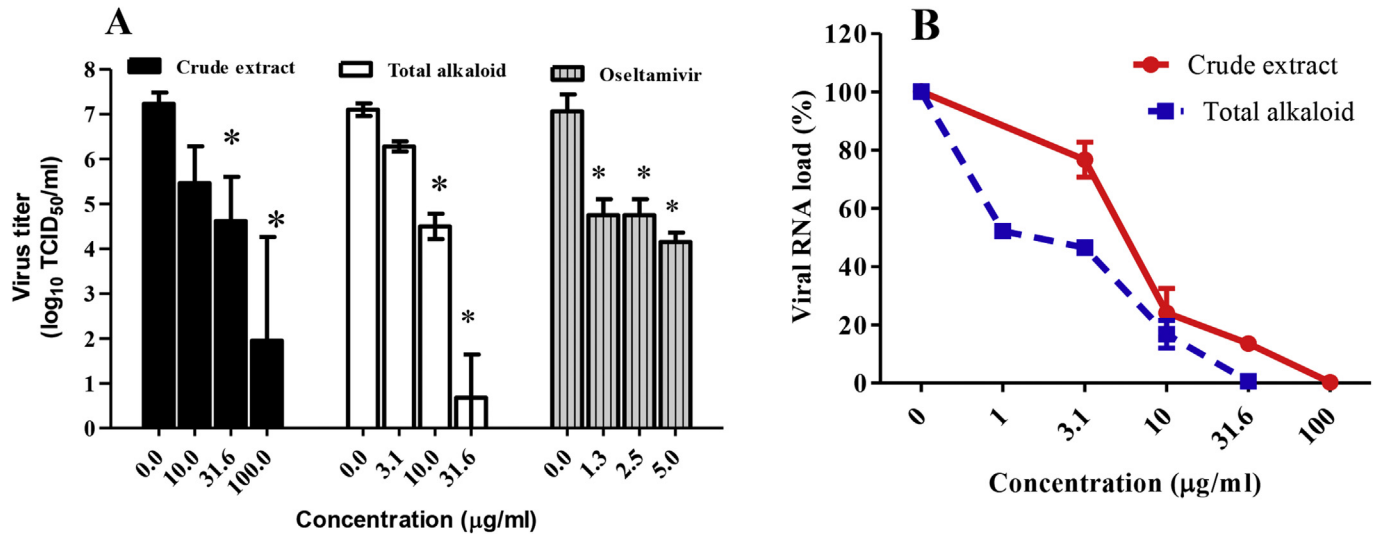 A
Crude extract
Total alkaloid
Oseltamivir
Virus titer
(log10 TCID50/ml)
8
7
6
5
4
3
2
1
0
* * * * * * *
0.0 10.0 31.6 100.0 0.0 3.1 10.0 31.6 0.0 1.3 2.5 5.0
Concentration (μg/ml)
B
Crude extract
Total alkaloid
Viral RNA load (%)
120
100
80
60
40
20
0
0 1 3.1 10 31.6 100
Concentration (μg/ml)